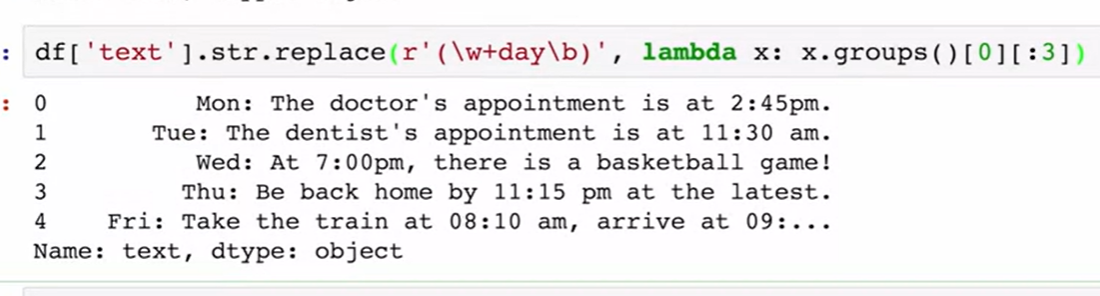 : df['text'].str.replace(r'(\w+day\b)', lambda x: x.groups()[0][:3])
: 0 Mon: The doctor's appointment is at 2:45pm.
1 Tue: The dentist's appointment is at 11:30 am.
2 Wed: At 7:00pm, there is a basketball game!
3 Thu: Be back home by 11:15 pm at the latest.
4 Fri: Take the train at 08:10 am, arrive at 09:...
Name: text, dtype: object